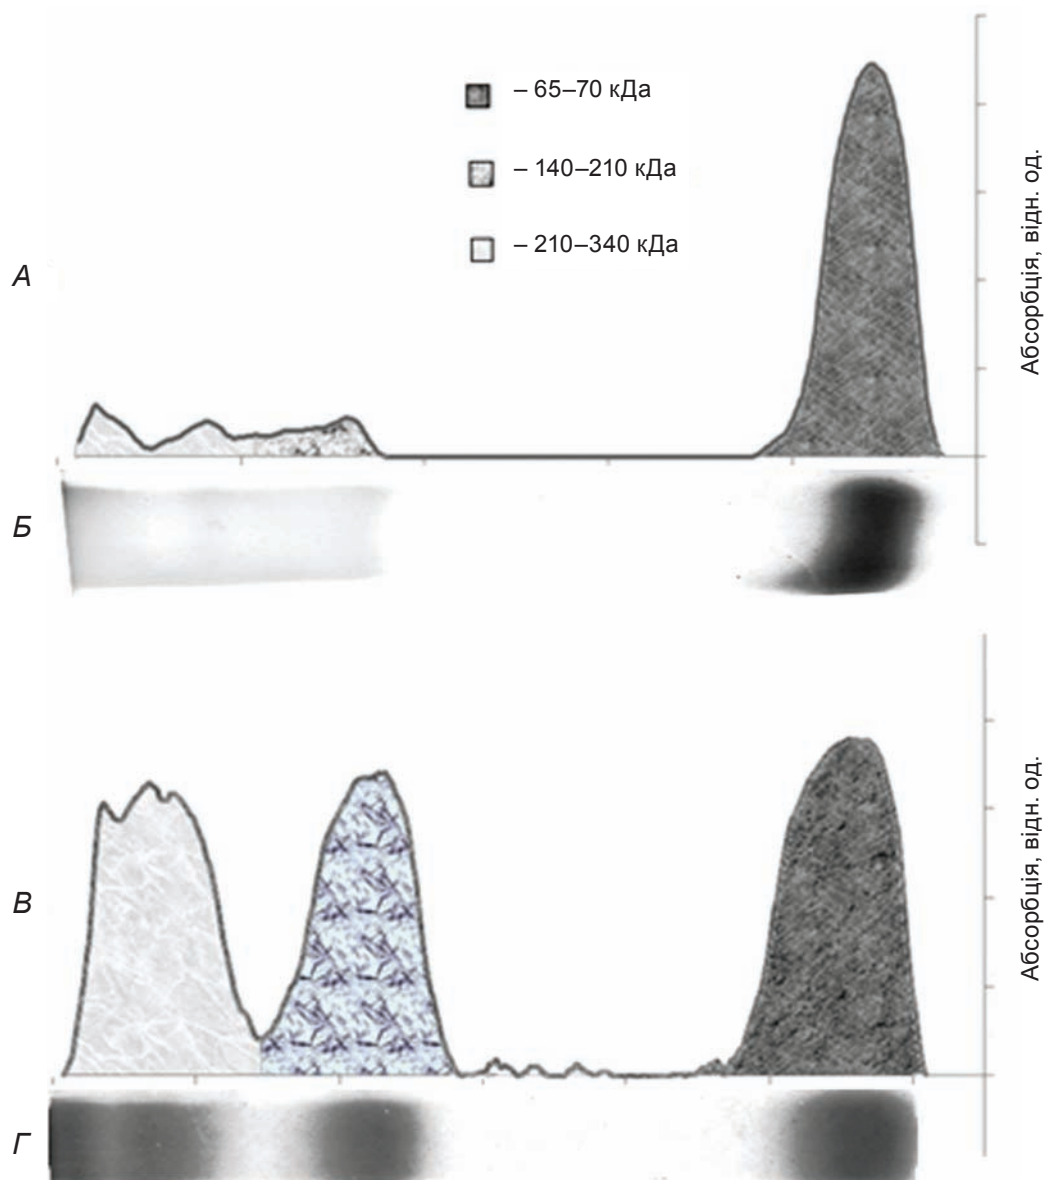 – 65–70 кДа
– 140–210 кДа
– 210–340 кДа
А
Абсорбція, відн. од.
Б
В
Абсорбція, відн. од.
Г